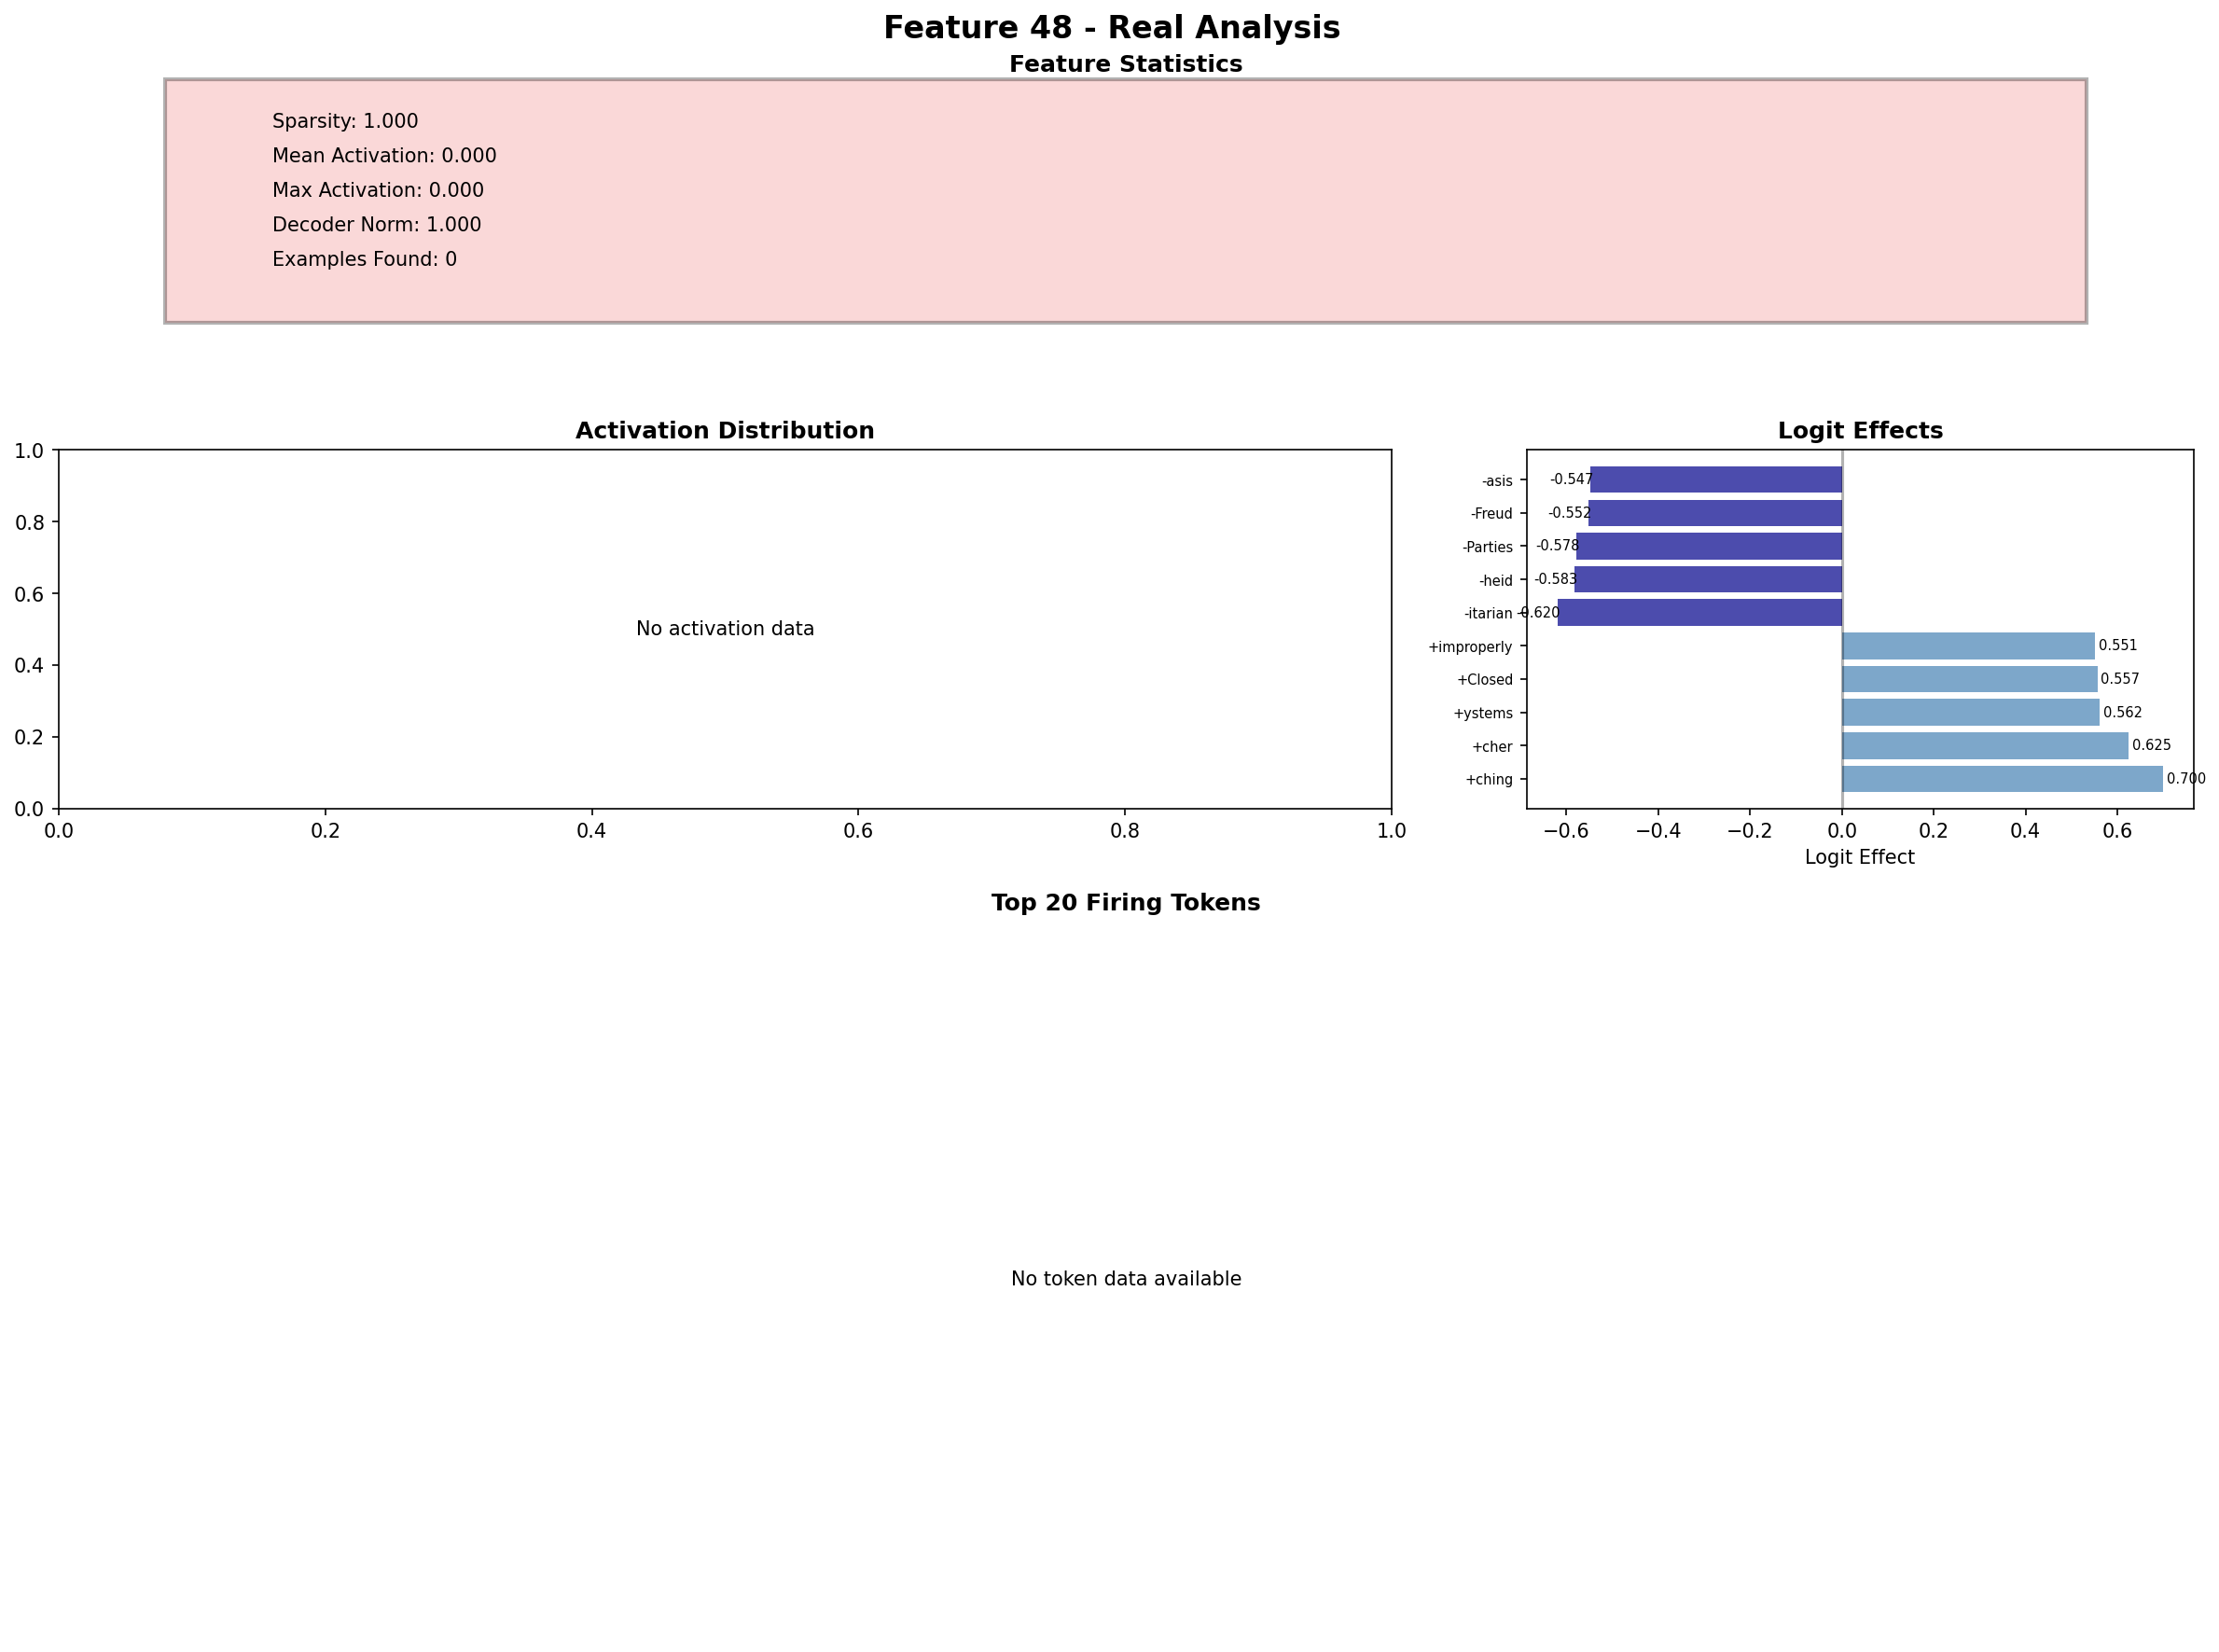 Feature 48 - Real Analysis
Feature Statistics
Sparsity: 1.000
Mean Activation: 0.000
Max Activation: 0.000
Decoder Norm: 1.000
Examples Found: 0
Activation Distribution
1.0
0.8
0.6
0.4
0.2
0.0
No activation data
0.0 0.2 0.4 0.6 0.8 1.0
Logit Effects
-asis -0.547
-Freud -0.552
-Parties -0.578
-heid -0.583
-itarian -0.620
+improperly 0.551
+Closed 0.557
+ystems 0.562
+cher 0.625
+ching 0.700
−0.6 −0.4 −0.2 0.0 0.2 0.4 0.6
Logit Effect
Top 20 Firing Tokens
No token data available